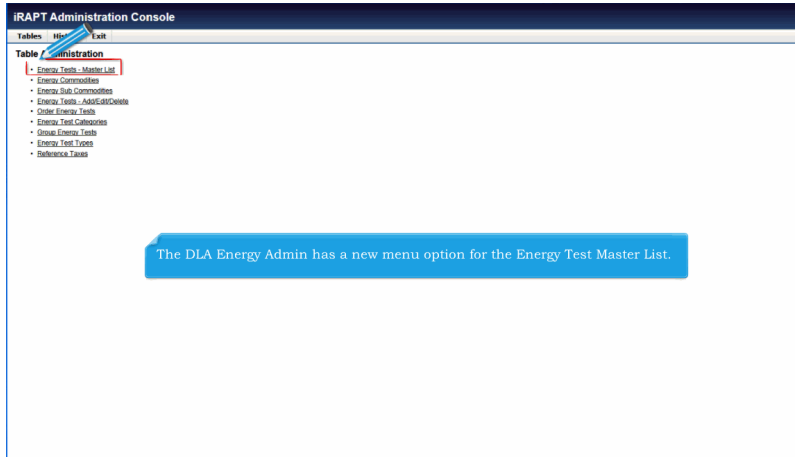 iRAPT Administration Console
Tables Exit
Table
• Energy Tests - Master List
• Energy Commodities
• Energy Sub Commodities
• Energy Tests - Add/Edit/Delete
• Order Energy Tests
• Energy Test Categories
• Group Energy Tests
• Energy Test Types
• Reference Taxes
The DLA Energy Admin has a new menu option for the Energy Test Master List.